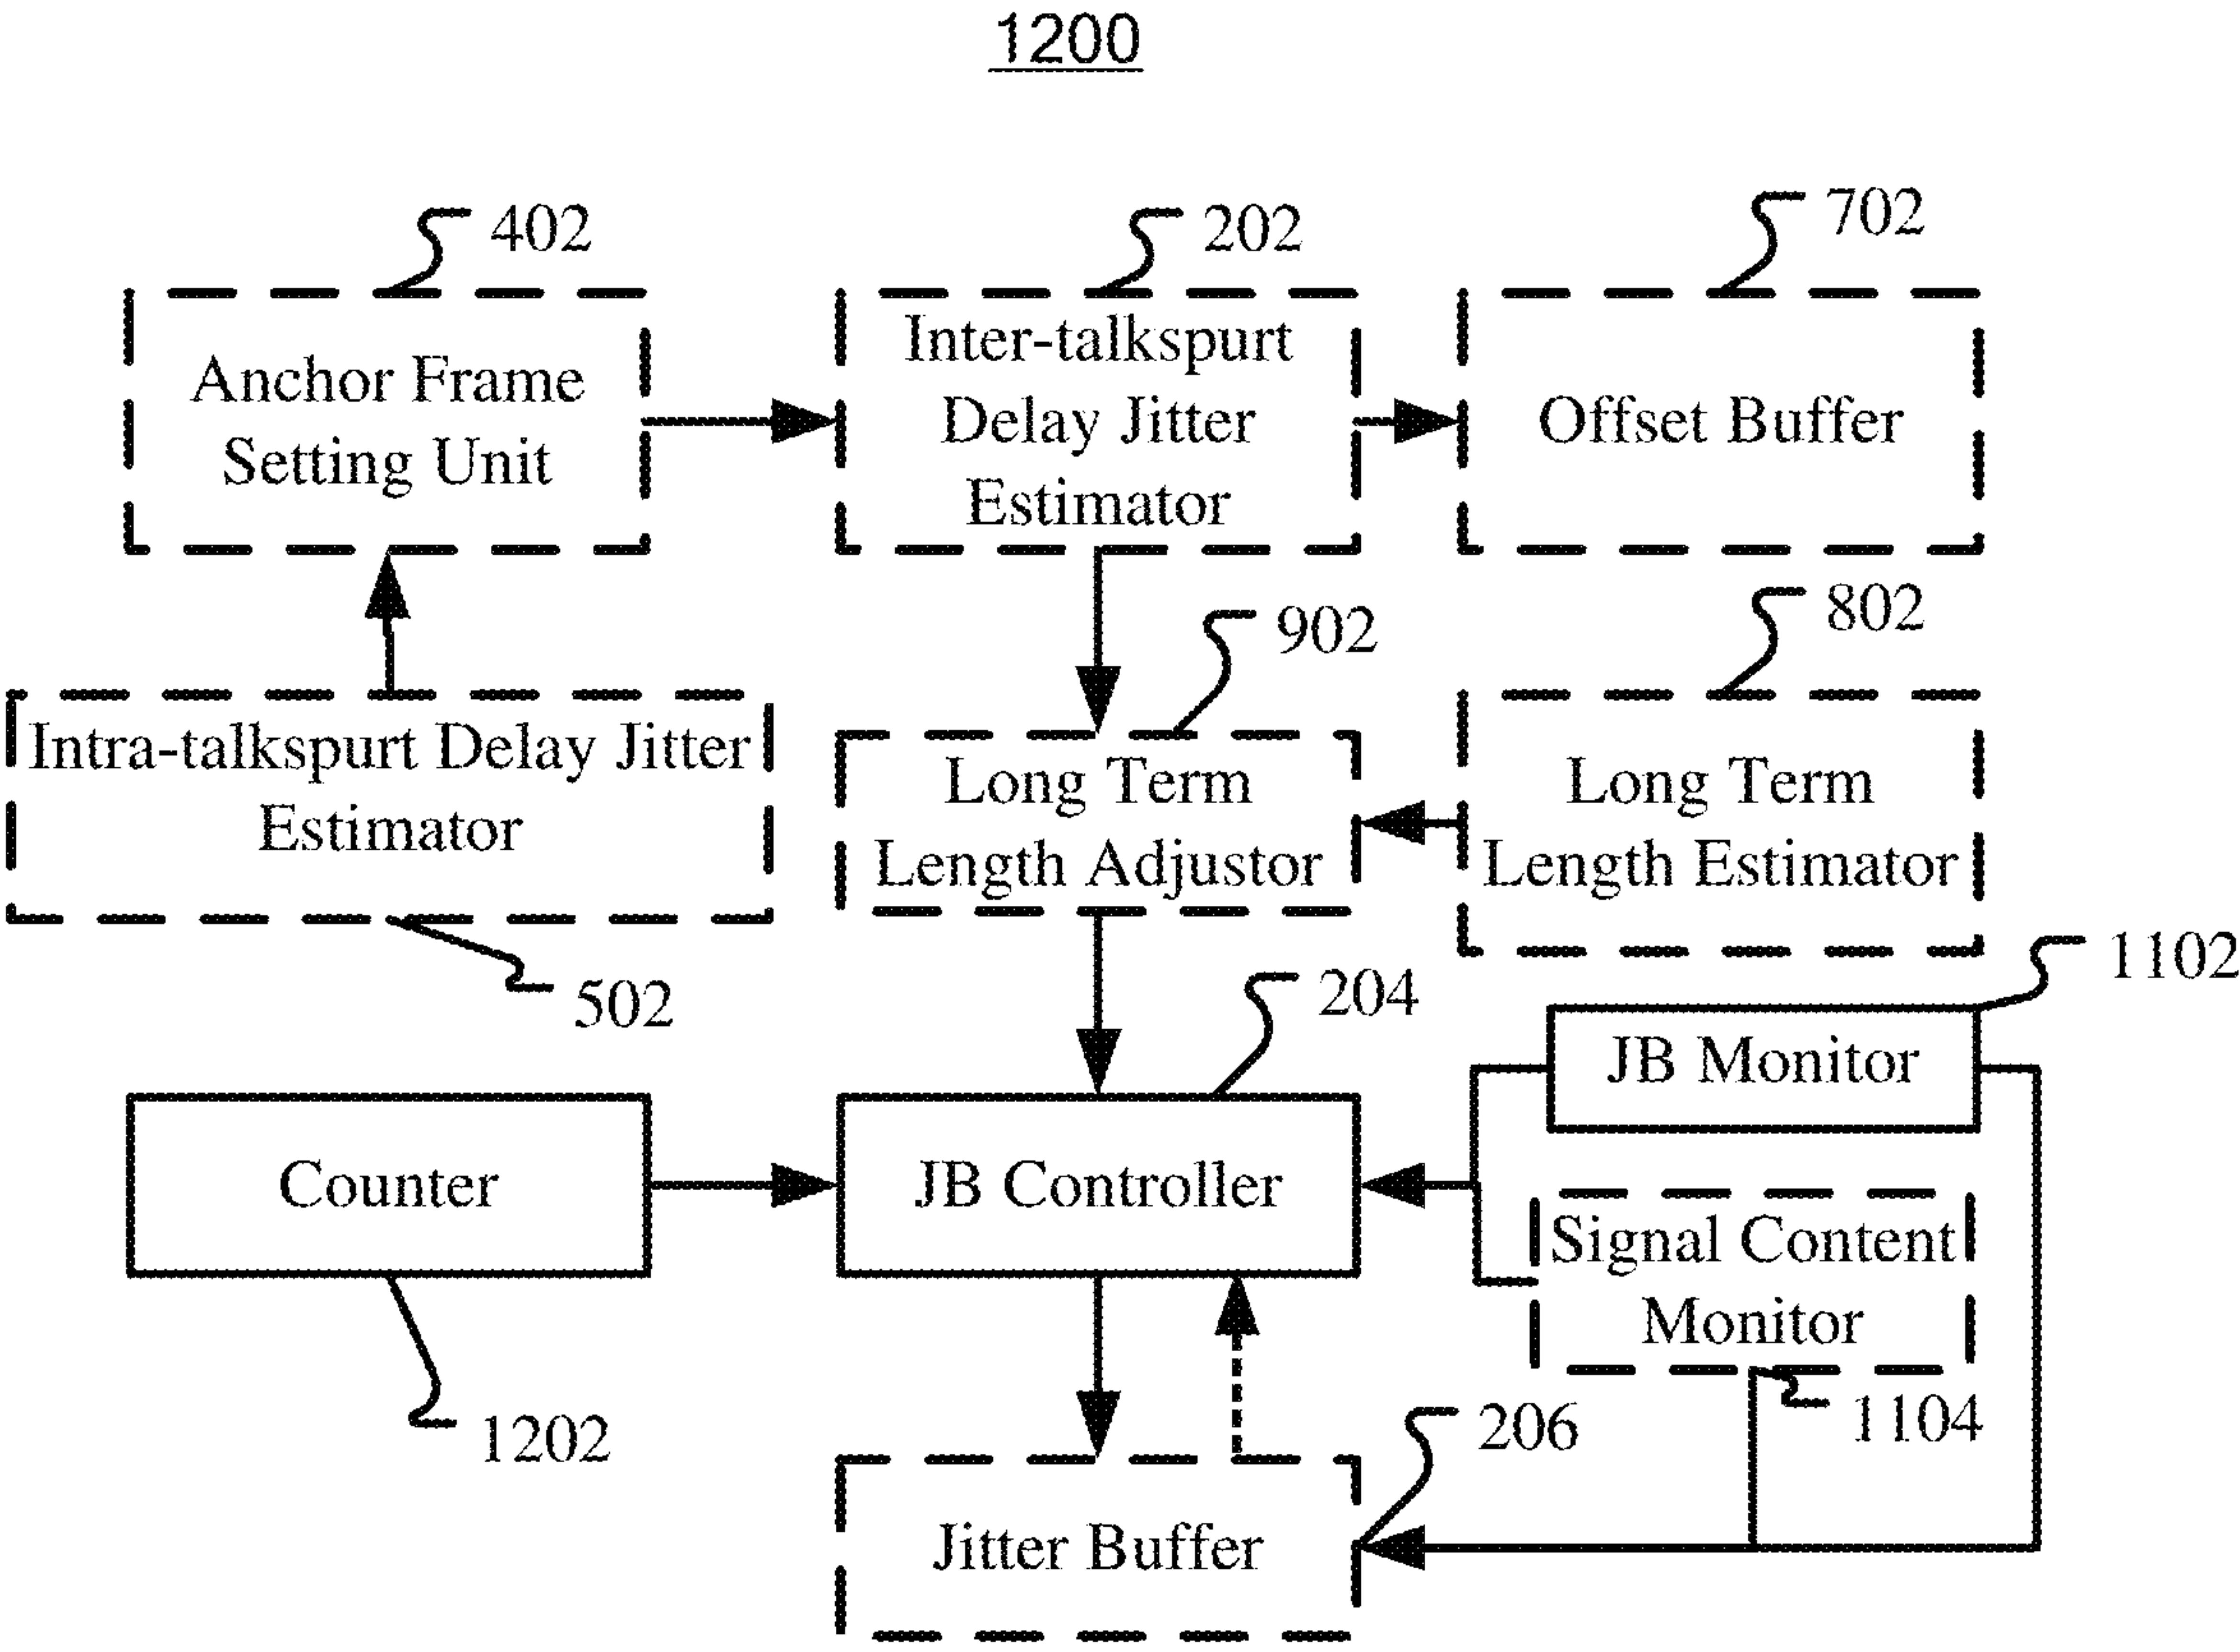 1200
402
202
702
Anchor Frame
Setting Unit
Inter-talkspurt
Delay Jitter
Estimator
Offset Buffer
902
802
Intra-talkspurt Delay Jitter
Estimator
Long Term
Length Adjustor
Long Term
Length Estimator
502
204
1102
JB Monitor
Counter
JB Controller
Signal Content
Monitor
1202
206
1104
Jitter Buffer